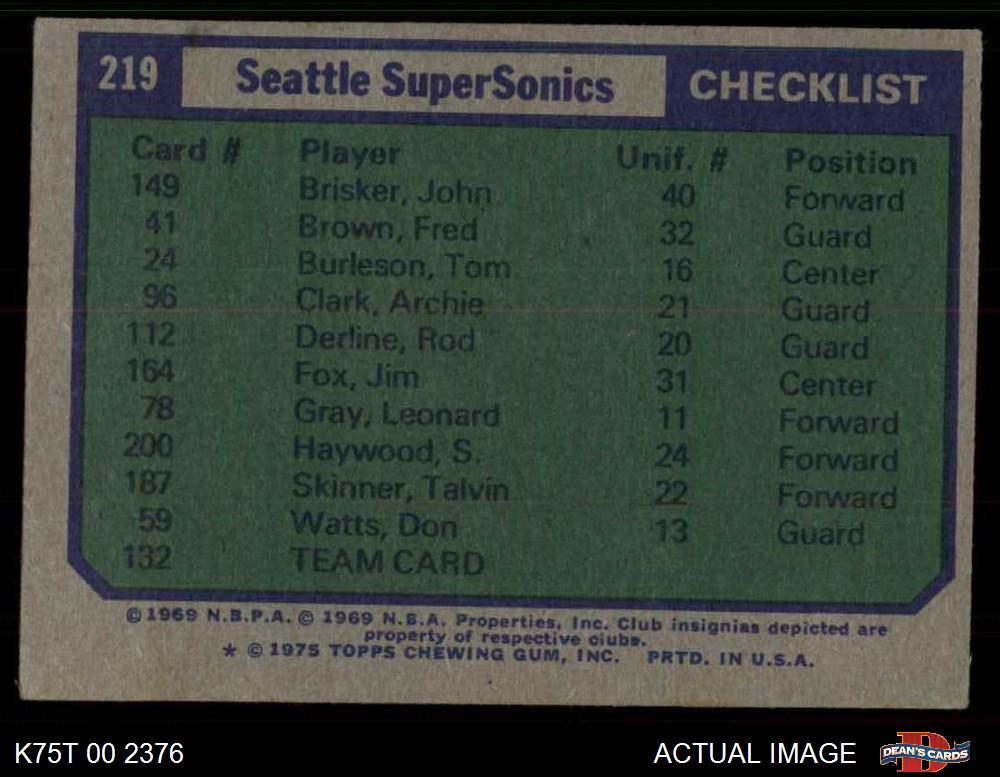 219 Seattle SuperSonics CHECKLIST
Card # Player Unif. # Position
149 Brisker, John 40 Forward
41 Brown, Fred 32 Guard
24 Burleson, Tom 16 Center
96 Clark, Archie 21 Guard
112 Derline, Rod 20 Guard
164 Fox, Jim 31 Center
78 Gray, Leonard 11 Forward
200 Haywood, S. 24 Forward
187 Skinner, Talvin 22 Forward
59 Watts, Don 13 Guard
132 TEAM CARD
©1969 N.B.P.A. © 1969 N.B.A. Properties, Inc. Club insignias depicted are
property of respective clubs.
* © 1975 TOPPS CHEWING GUM, INC. PRTD. IN U.S.A.
K75T 00 2376 ACTUAL IMAGE D DEAN'S CARDS